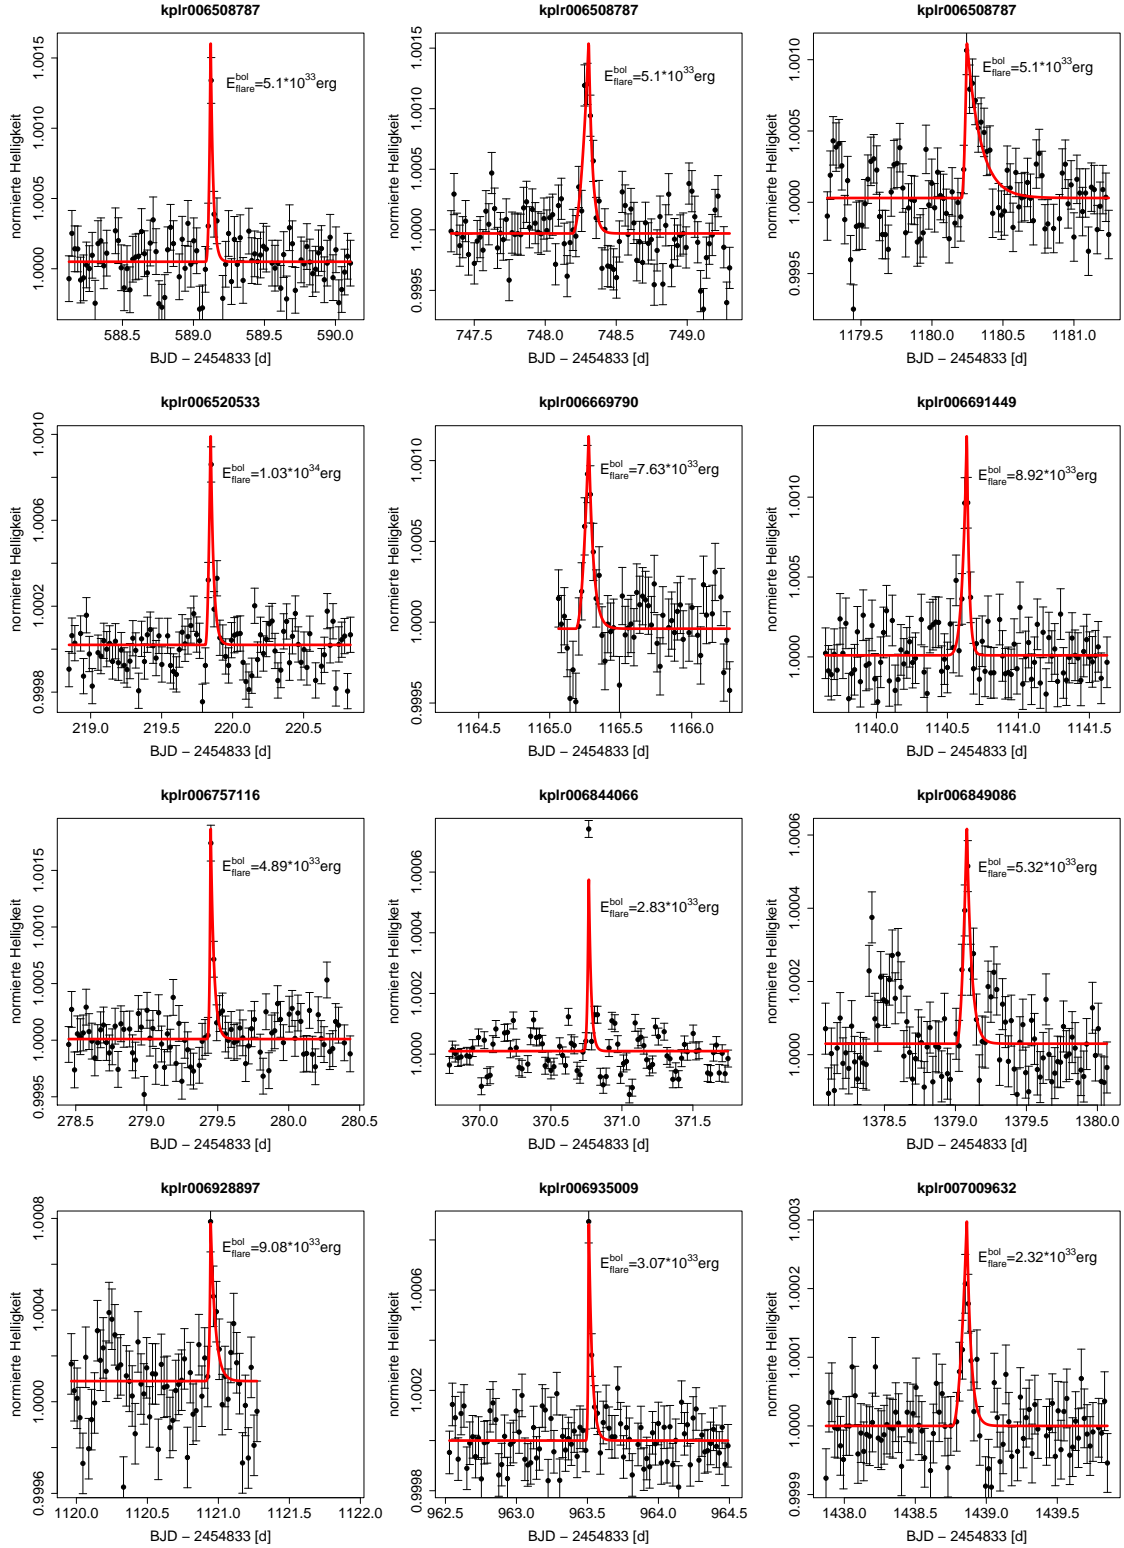 kplr006508787
normierte Helligkeit
1.0015
1.0010
1.0005
1.0000
E^bol_flare=5.1*10^33erg
588.5 589.0 589.5 590.0
BJD − 2454833 [d]
kplr006508787
normierte Helligkeit
1.0015
1.0010
1.0005
1.0000
0.9995
E^bol_flare=5.1*10^33erg
747.5 748.0 748.5 749.0
BJD − 2454833 [d]
kplr006508787
normierte Helligkeit
1.0010
1.0005
1.0000
0.9995
E^bol_flare=5.1*10^33erg
1179.5 1180.0 1180.5 1181.0
BJD − 2454833 [d]
kplr006520533
normierte Helligkeit
1.0010
1.0006
1.0002
0.9998
E^bol_flare=1.03*10^34erg
219.0 219.5 220.0 220.5
BJD − 2454833 [d]
kplr006669790
normierte Helligkeit
1.0010
1.0005
1.0000
0.9995
E^bol_flare=7.63*10^33erg
1164.5 1165.0 1165.5 1166.0
BJD − 2454833 [d]
kplr006691449
normierte Helligkeit
1.0010
1.0005
1.0000
E^bol_flare=8.92*10^33erg
1140.0 1140.5 1141.0 1141.5
BJD − 2454833 [d]
kplr006757116
normierte Helligkeit
1.0015
1.0010
1.0005
1.0000
0.9995
E^bol_flare=4.89*10^33erg
278.5 279.0 279.5 280.0 280.5
BJD − 2454833 [d]
kplr006844066
normierte Helligkeit
1.0006
1.0004
1.0002
1.0000
E^bol_flare=2.83*10^33erg
370.0 370.5 371.0 371.5
BJD − 2454833 [d]
kplr006849086
normierte Helligkeit
1.0006
1.0004
1.0002
1.0000
E^bol_flare=5.32*10^33erg
1378.5 1379.0 1379.5 1380.0
BJD − 2454833 [d]
kplr006928897
normierte Helligkeit
1.0008
1.0004
1.0000
0.9996
E^bol_flare=9.08*10^33erg
1120.0 1120.5 1121.0 1121.5 1122.0
BJD − 2454833 [d]
kplr006935009
normierte Helligkeit
1.0006
1.0002
0.9998
E^bol_flare=3.07*10^33erg
962.5 963.0 963.5 964.0 964.5
BJD − 2454833 [d]
kplr007009632
normierte Helligkeit
1.0003
1.0002
1.0001
1.0000
0.9999
E^bol_flare=2.32*10^33erg
1438.0 1438.5 1439.0 1439.5
BJD − 2454833 [d]